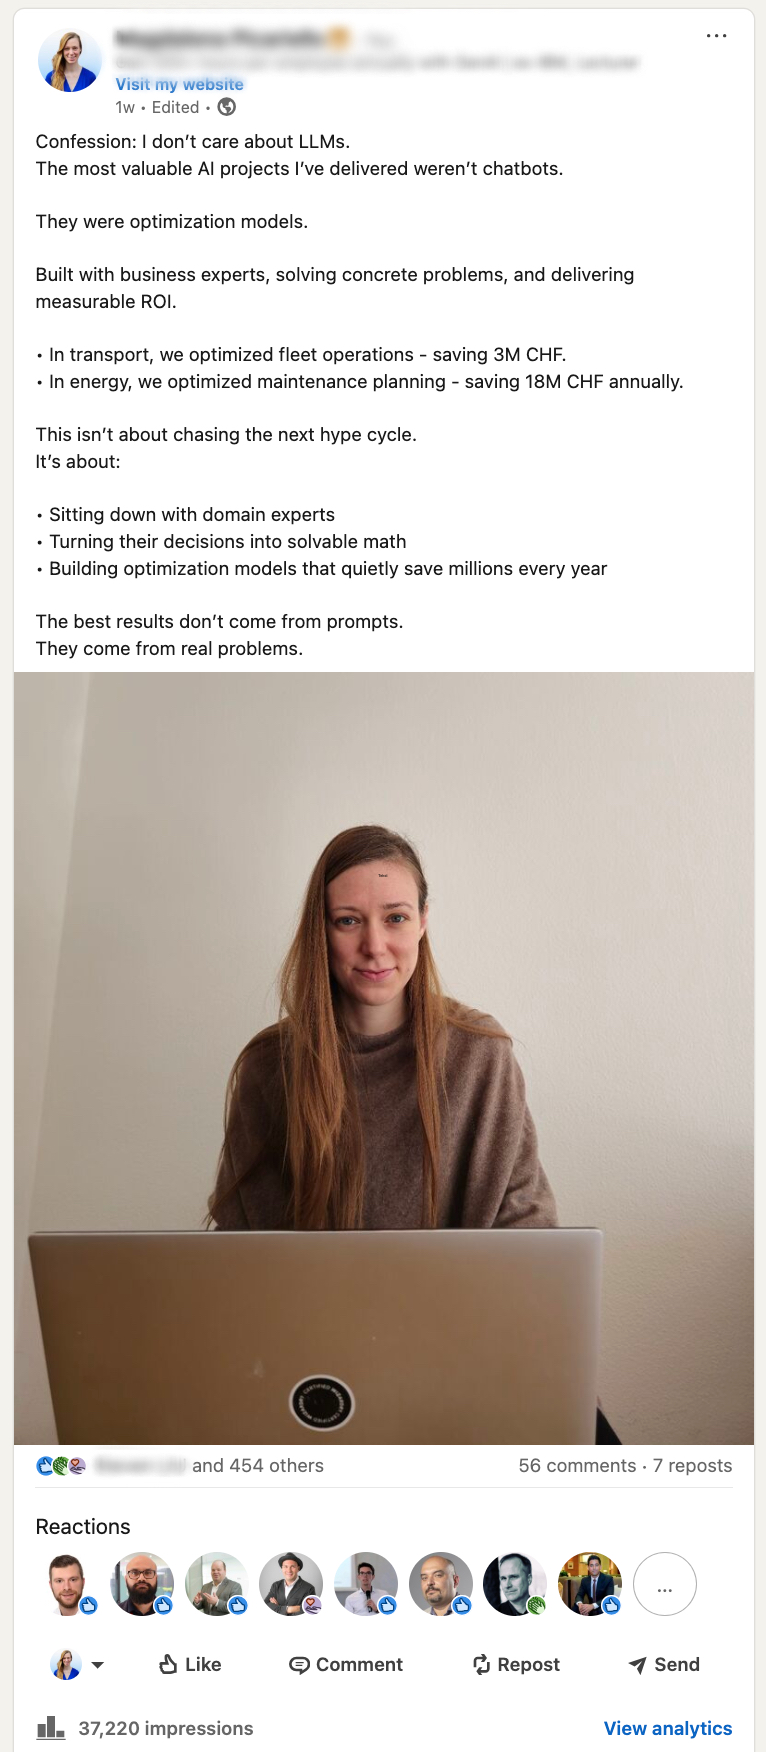 Visit my website
1w • Edited •
Confession: I don't care about LLMs.
The most valuable AI projects I've delivered weren't chatbots.
They were optimization models.
Built with business experts, solving concrete problems, and delivering
measurable ROI.
• In transport, we optimized fleet operations - saving 3M CHF.
• In energy, we optimized maintenance planning - saving 18M CHF annually.
This isn't about chasing the next hype cycle.
It's about:
• Sitting down with domain experts
• Turning their decisions into solvable math
• Building optimization models that quietly save millions every year
The best results don't come from prompts.
They come from real problems.
and 454 others
56 comments • 7 reposts
Reactions
...
Like
Comment
Repost
Send
37,220 impressions
View analytics